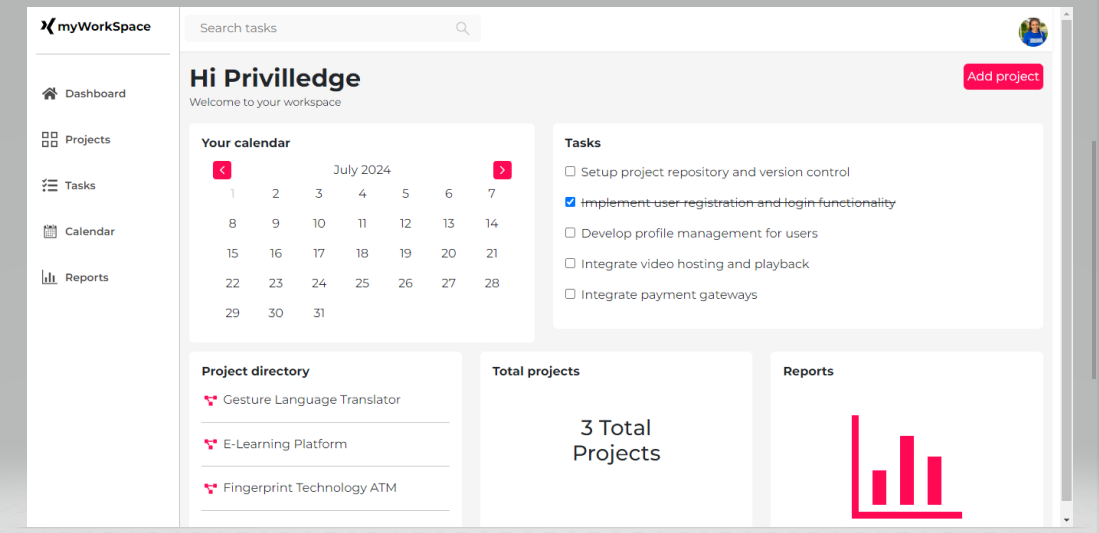 myWorkSpace
Search tasks
Dashboard
Projects
Tasks
Calendar
Reports
Hi Privilledge
Welcome to your workspace
Add project
Your calendar
July 2024
1 2 3 4 5 6 7
8 9 10 11 12 13 14
15 16 17 18 19 20 21
22 23 24 25 26 27 28
29 30 31
Tasks
Setup project repository and version control
Implement user registration and login functionality
Develop profile management for users
Integrate video hosting and playback
Integrate payment gateways
Project directory
Gesture Language Translator
E-Learning Platform
Fingerprint Technology ATM
Total projects
3 Total
Projects
Reports